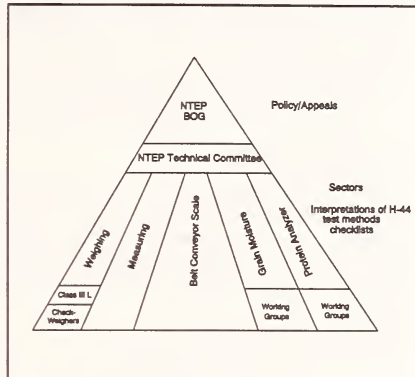 NTEP
BOG
Policy/Appeals
NTEP Technical Committee
Sectors
Interpretations of H-44
test methods
checklists
Weighing
Measuring
Belt Conveyor Scale
Grain Moisture
Protein Analyzer
Class III L
Check-
Weighers
Working
Groups
Working
Groups